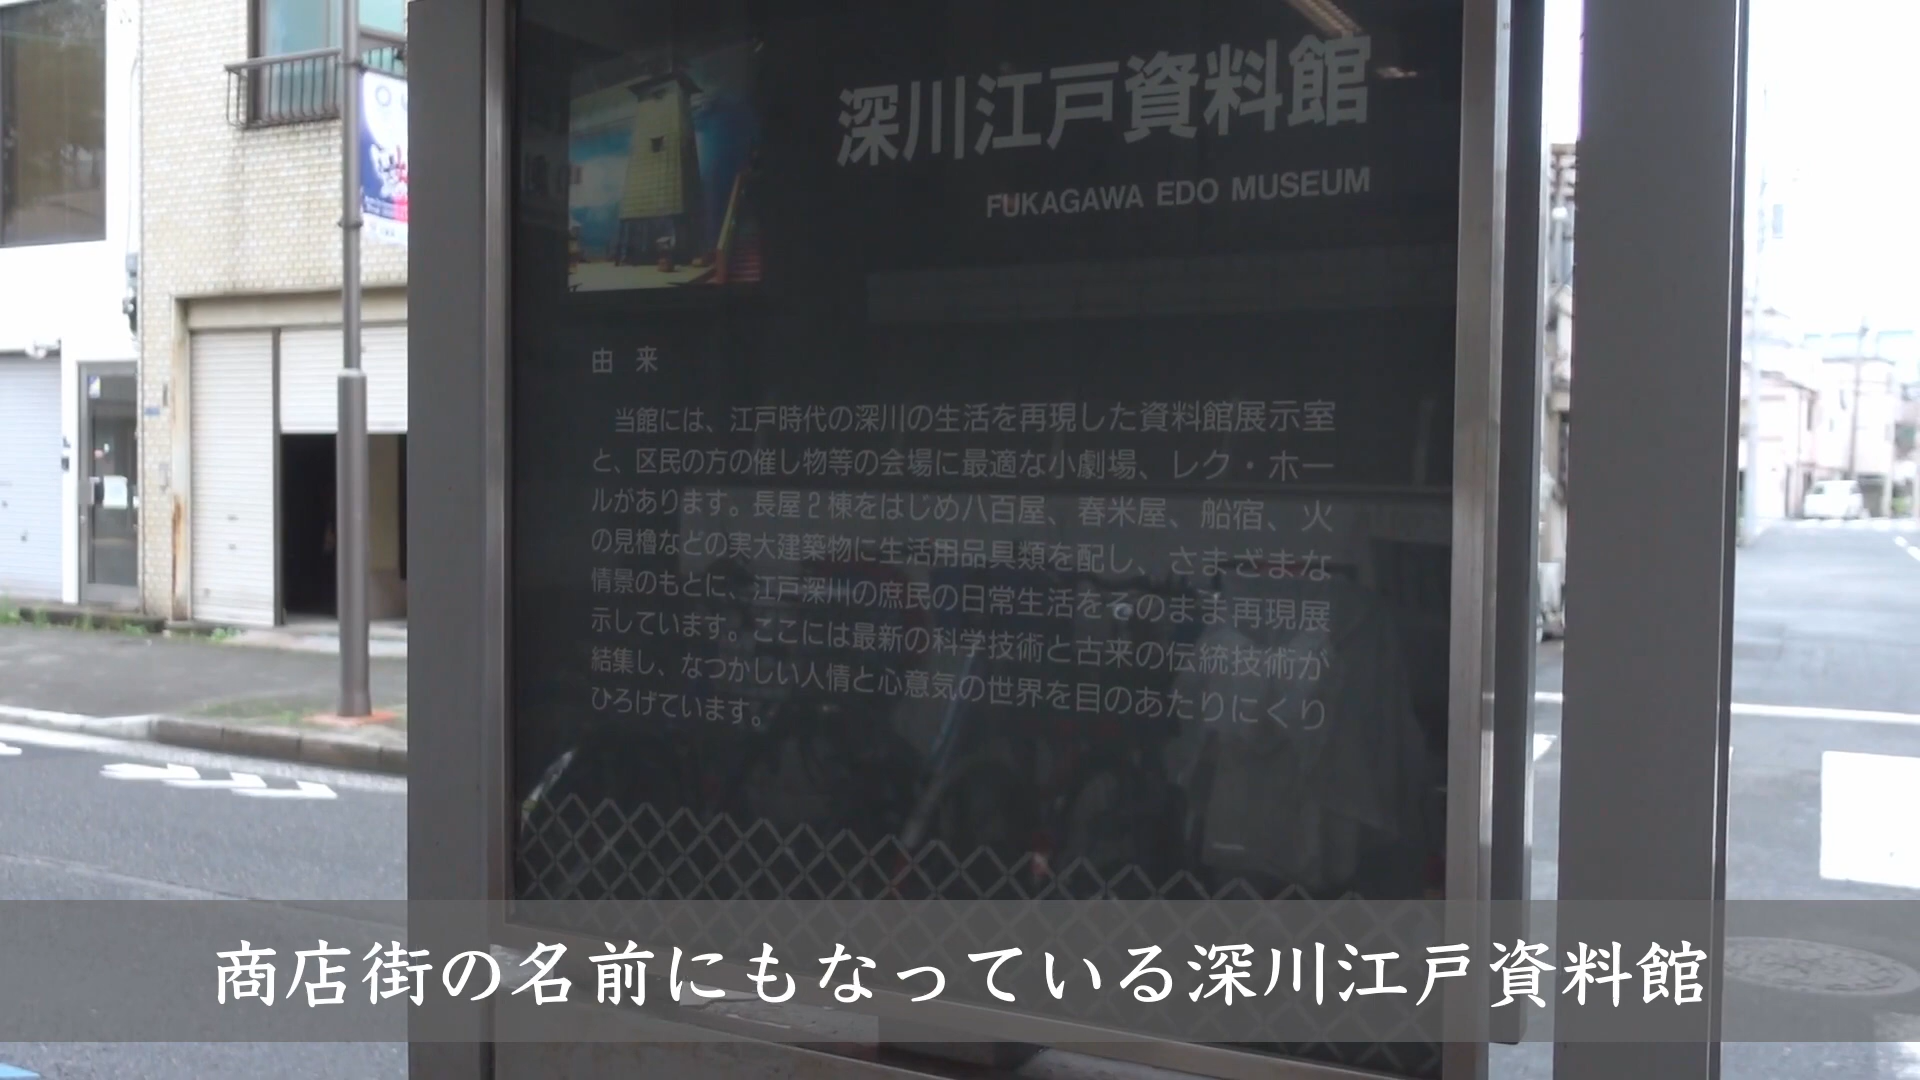 深川江戸資料館
FUKAGAWA EDO MUSEUM
由 来
当館には、江戸時代の深川の生活を再現した資料館展示室
と、区民の方の催し物等の会場に最適な小劇場、レク・ホー
ルがあります。長屋2棟をはじめ八百屋、舂米屋、船宿、火
の見櫓などの実大建築物に生活用品具類を配し、さまざまな
情景のもとに、江戸深川の庶民の日常生活をそのまま再現展
示しています。ここには最新の科学技術と古来の伝統技術が
結集し、なつかしい人情と心意気の世界を目のあたりにくり
ひろげています。
商店街の名前にもなっている深川江戸資料館